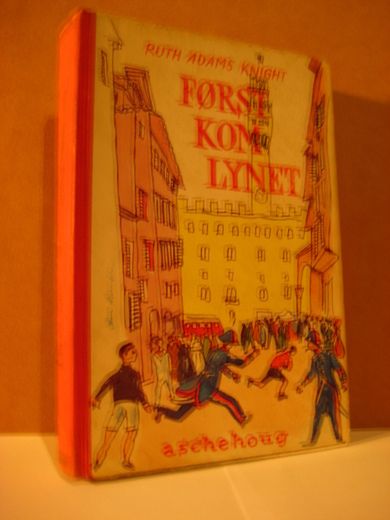 RUTH ADAMS KNIGHT
FØRST
KOM
LYNET
aschehoug